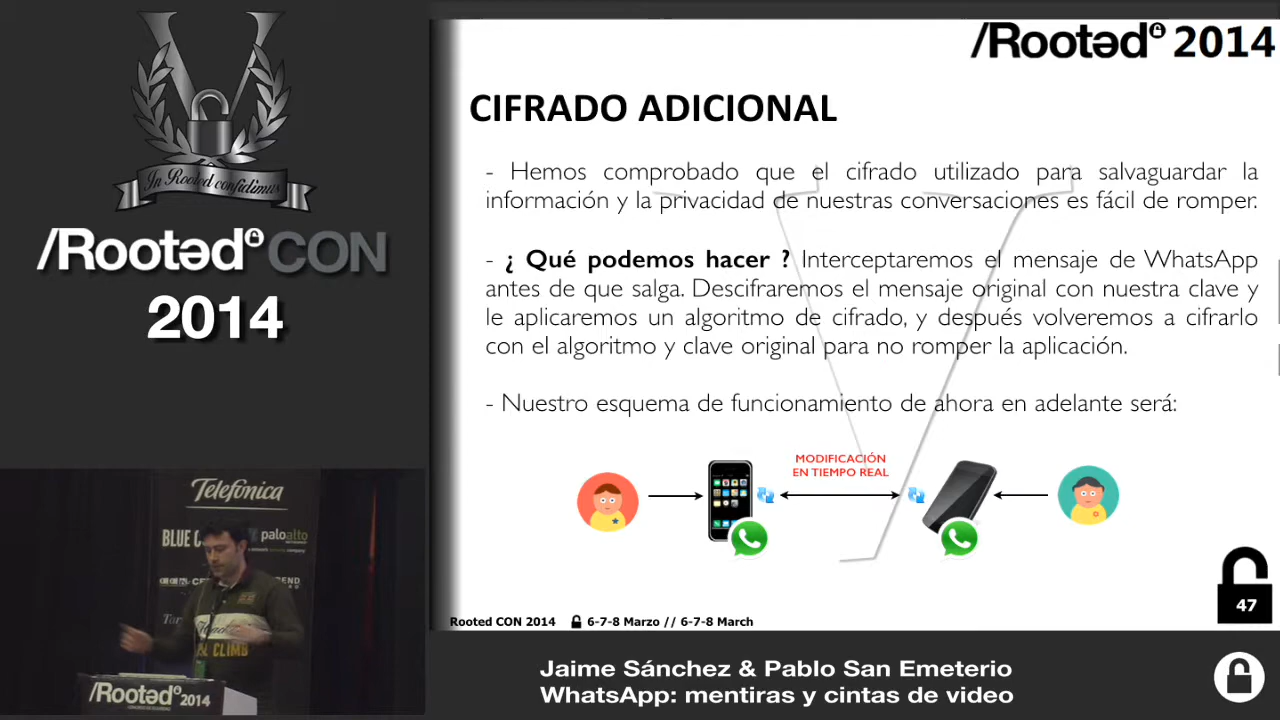 In Rooted confidimus
/RootedCON
2014
/Rooted 2014
CIFRADO ADICIONAL
- Hemos comprobado que el cifrado utilizado para salvaguardar la
información y la privacidad de nuestras conversaciones es fácil de romper.
- ¿ Qué podemos hacer ? Interceptaremos el mensaje de WhatsApp
antes de que salga. Descifraremos el mensaje original con nuestra clave y
le aplicaremos un algoritmo de cifrado, y después volveremos a cifrarlo
con el algoritmo y clave original para no romper la aplicación.
- Nuestro esquema de funcionamiento de ahora en adelante será:
MODIFICACIÓN
EN TIEMPO REAL
47
Rooted CON 2014 6-7-8 Marzo // 6-7-8 March
Telefónica
BLUE
paloalto
CLIMB
/Rooted 2014
Jaime Sánchez & Pablo San Emeterio
WhatsApp: mentiras y cintas de video